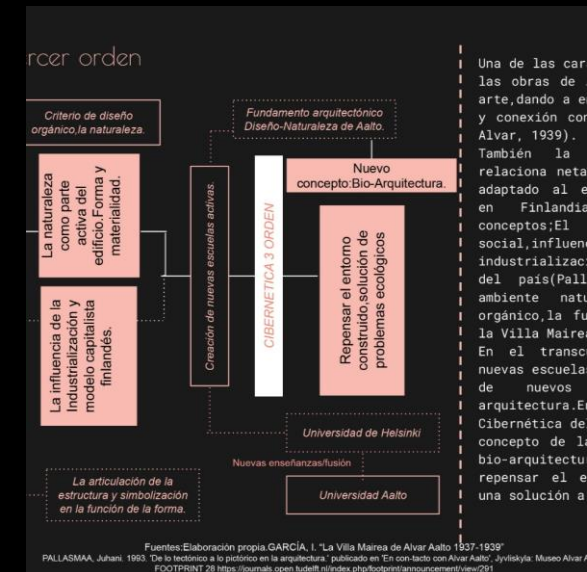 rcer orden
Criterio de diseño
orgánico,la naturaleza.
La naturaleza
como parte
activa del
edificio.Forma y
materialidad.
La influencia de la
Industrialización y
modelo capitalista
finlandés.
La articulación de la
estructura y simbolización
en la función de la forma.
Fundamento arquitectónico
Diseño-Naturaleza de Aalto.
Creación de nuevas escuelas activas.
CIBERNETICA 3 ORDEN
Nuevo
concepto:Bio-Arquitectura.
Repensar el entorno
construido,solución de
problemas ecológicos
Universidad de Helsinki
Nuevas enseñanzas/fusión
Universidad Aalto
Una de las car
las obras de
arte,dando a e
y conexión con
Alvar, 1939).
También la
relaciona neta
adaptado al e
en Finlandia
conceptos;El
social,influen
industrializac
del país(Pall
ambiente natu
orgánico,la fu
la Villa Mairea
En el transcu
nuevas escuelas
de nuevos
arquitectura.En
Cibernética de
concepto de la
bio-arquitectur
repensar el e
una solución a
Fuentes:Elaboración propia.GARCÍA, I. "La Villa Mairea de Alvar Aalto 1937-1939"
PALLASMAA, Juhani. 1993. 'De lo tectónico a lo pictórico en la arquitectura.' publicado en 'En con-tacto con Alvar Aalto', Jyvliskyla: Museo Alvar A
FOOTPRINT 28 https://journals.open.tudelft.nl/index.php/footprint/announcement/view/291